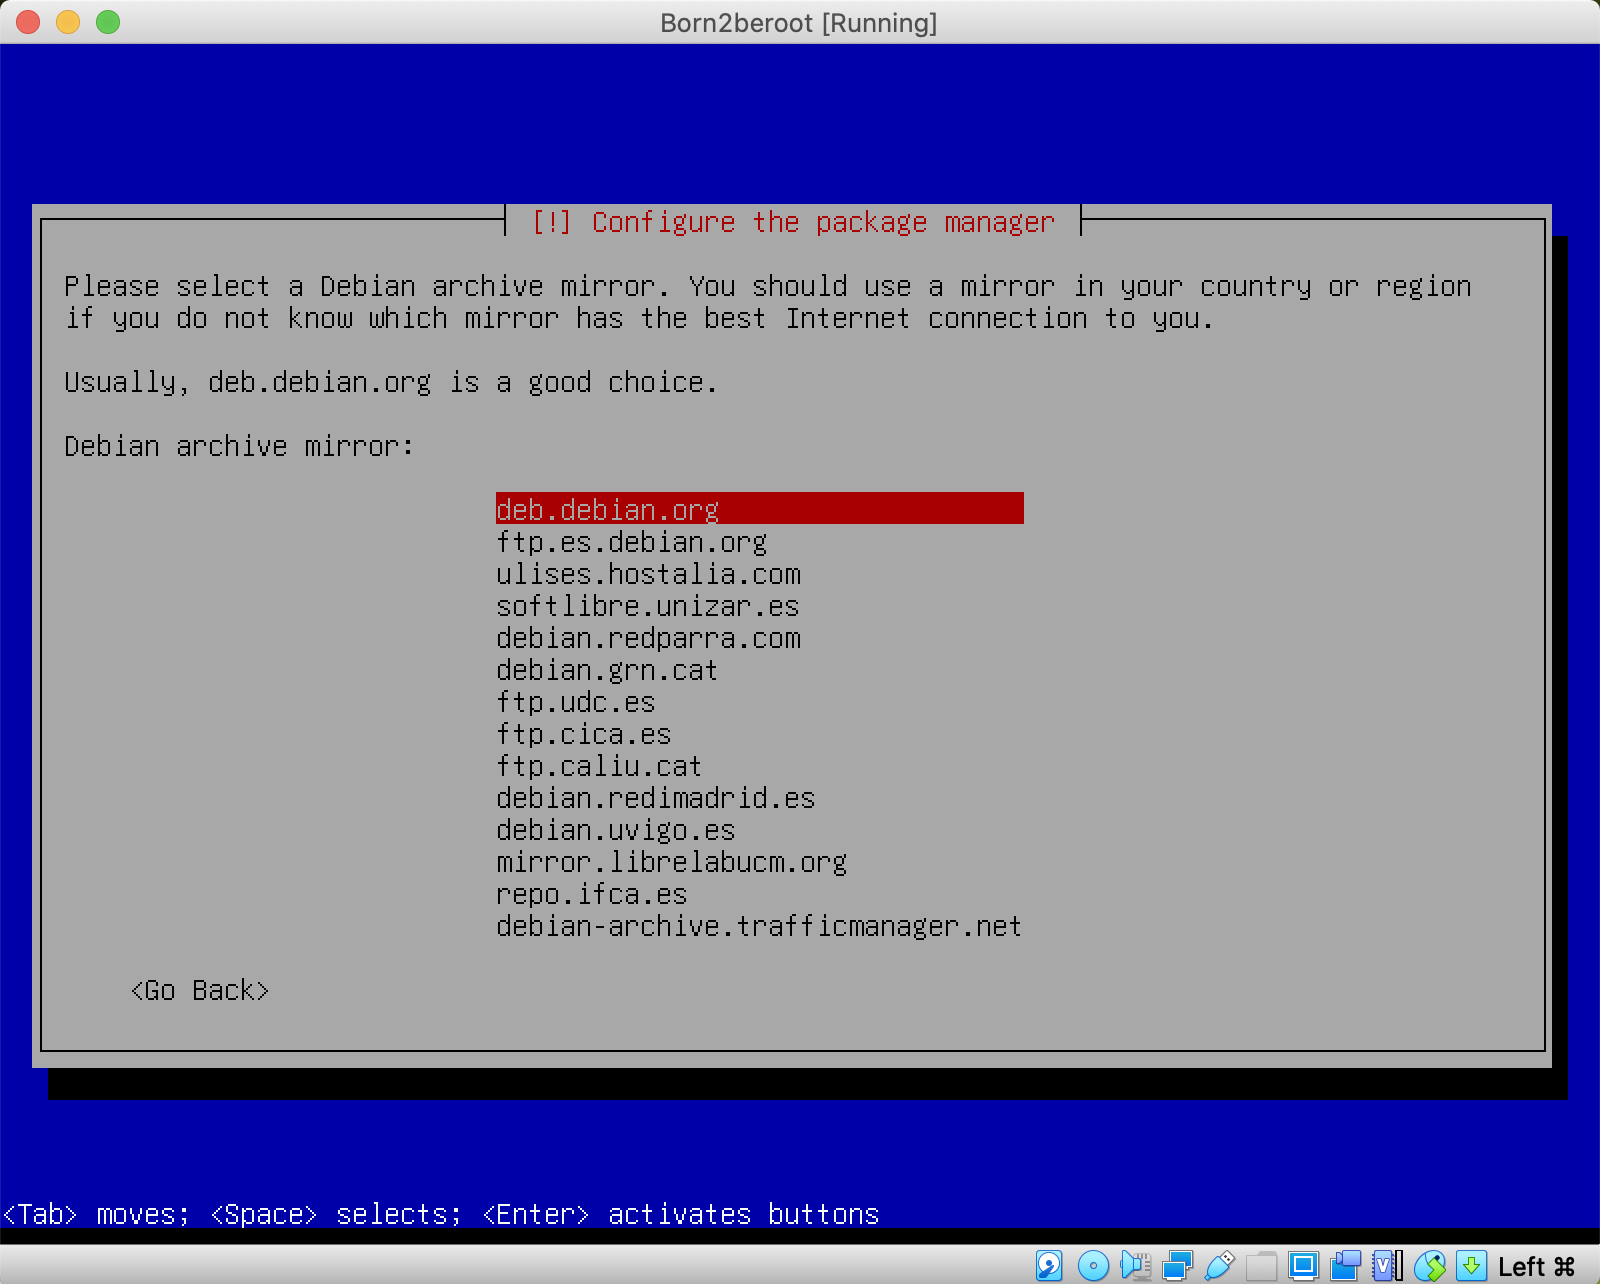 Born2beroot [Running]
[!] Configure the package manager
Please select a Debian archive mirror. You should use a mirror in your country or region
if you do not know which mirror has the best Internet connection to you.
Usually, deb.debian.org is a good choice.
Debian archive mirror:
deb.debian.org
ftp.es.debian.org
ulises.hostalia.com
softlibre.unizar.es
debian.redparra.com
debian.grn.cat
ftp.udc.es
ftp.cica.es
ftp.caliu.cat
debian.redimadrid.es
debian.uvigo.es
mirror.librelabucm.org
repo.ifca.es
debian-archive.trafficmanager.net
<Go Back>
<Tab> moves; <Space> selects; <Enter> activates buttons
Left ⌘